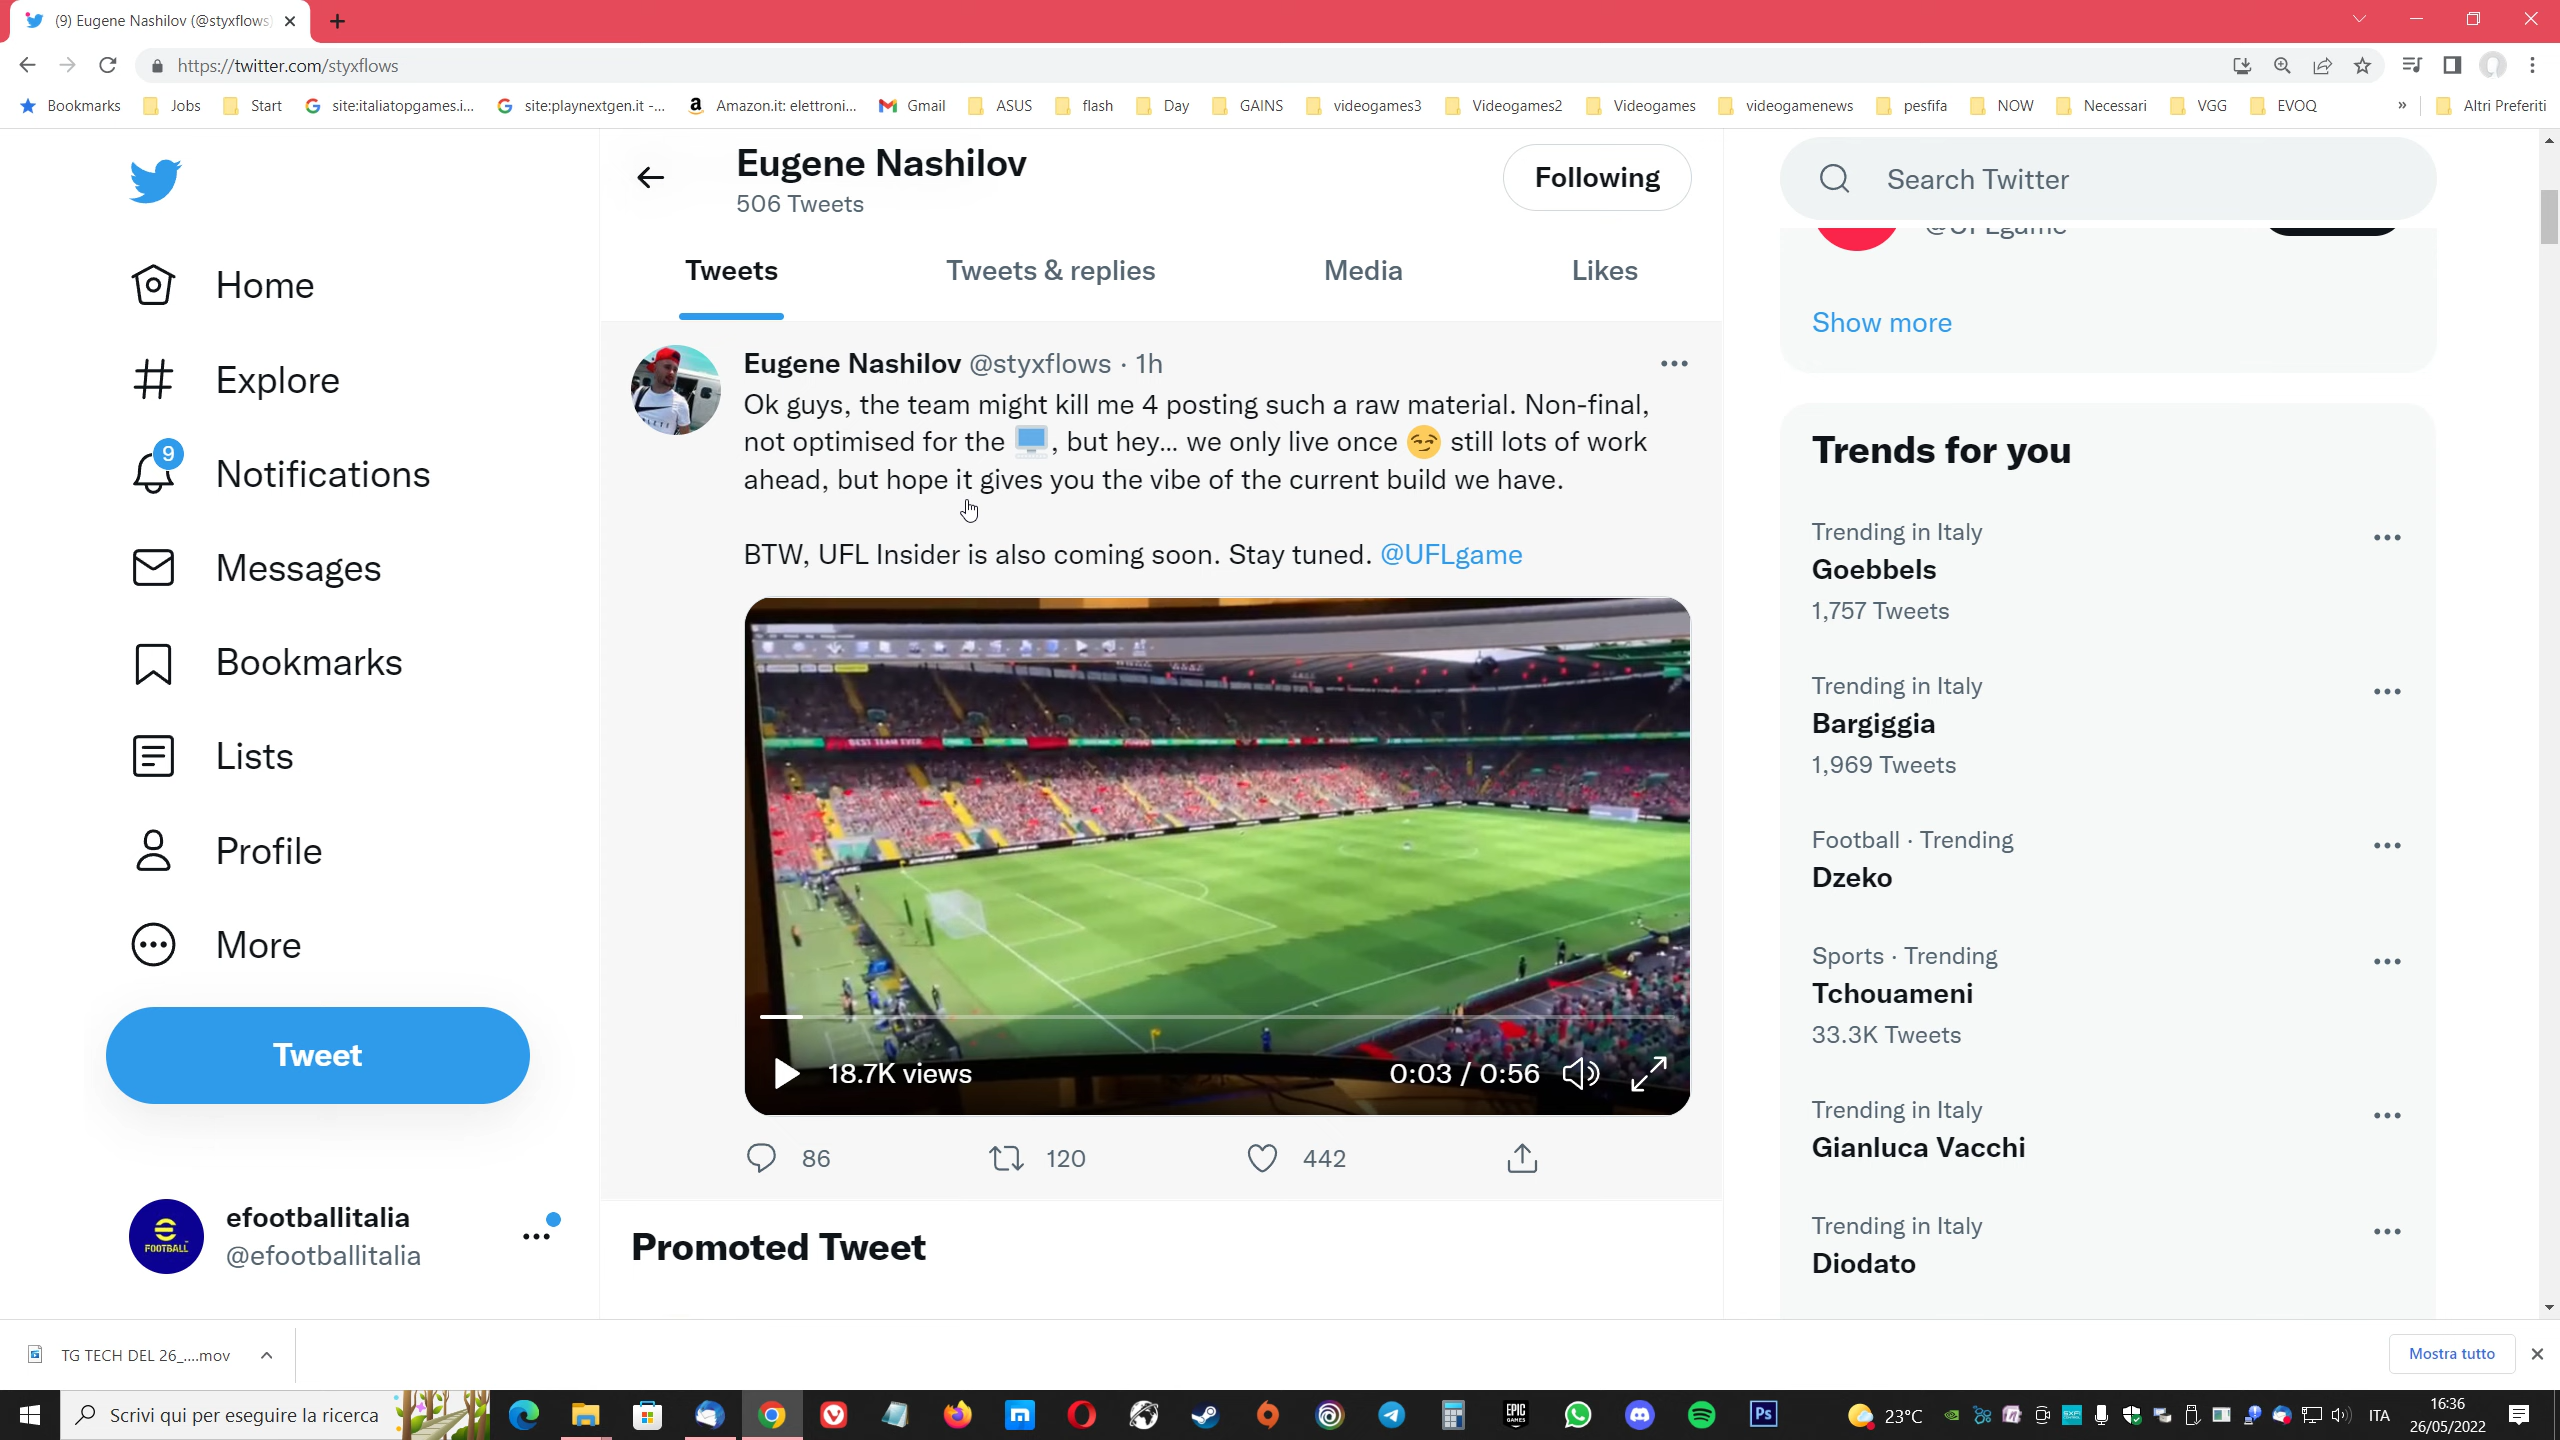 (9) Eugene Nashilov (@styxflows)
https://twitter.com/styxflows
Bookmarks Jobs Start site:italiatopgames.i... site:playnextgen.it -... Amazon.it: elettroni... Gmail ASUS flash Day GAINS videogames3 Videogames2 Videogames videogamenews pesfifa NOW Necessari VGG EVOQ » Altri Preferiti
Home
Explore
9
Notifications
Messages
Bookmarks
Lists
Profile
More
Tweet
FOOTBALL
efootballitalia
@efootballitalia
Eugene Nashilov
506 Tweets
Following
Tweets Tweets & replies Media Likes
Eugene Nashilov @styxflows · 1h
Ok guys, the team might kill me 4 posting such a raw material. Non-final,
not optimised for the 🖥️, but hey... we only live once 😏 still lots of work
ahead, but hope it gives you the vibe of the current build we have.
BTW, UFL Insider is also coming soon. Stay tuned. @UFLgame
BEST TEAM EVER
18.7K views 0:03 / 0:56
86 120 442
Promoted Tweet
Search Twitter
@UFLgame
Show more
Trends for you
Trending in Italy
Goebbels
1,757 Tweets
Trending in Italy
Bargiggia
1,969 Tweets
Football · Trending
Dzeko
Sports · Trending
Tchouameni
33.3K Tweets
Trending in Italy
Gianluca Vacchi
Trending in Italy
Diodato
TG TECH DEL 26_....mov
Mostra tutto
Scrivi qui per eseguire la ricerca
EPIC GAMES
Ps
23°C
ITA
16:36
26/05/2022